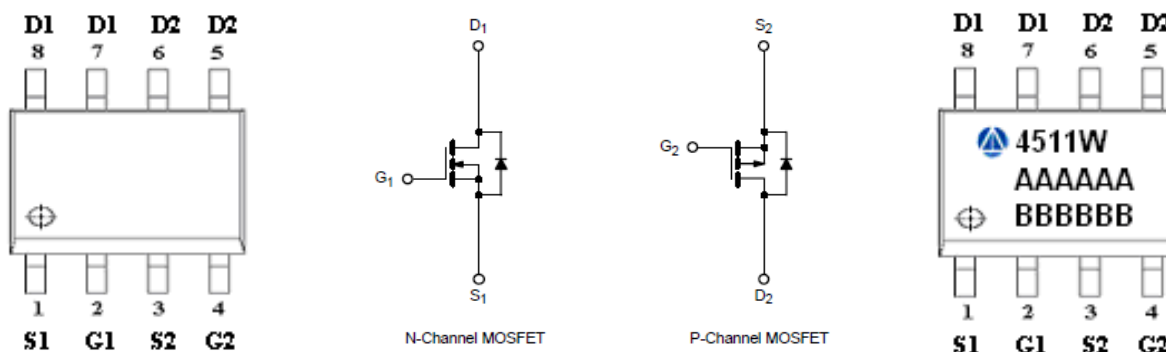 D1 D1 D2 D2
8 7 6 5
1 2 3 4
S1 G1 S2 G2
D1
G1
S1
N-Channel MOSFET
S2
G2
D2
P-Channel MOSFET
D1 D1 D2 D2
8 7 6 5
4511W
AAAAAA
BBBBBB
1 2 3 4
S1 G1 S2 G2